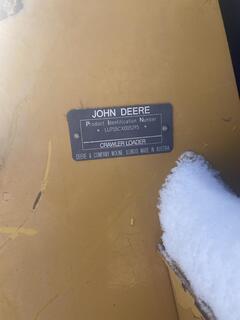 JOHN DEERE
Product Identification Number
CRAWLER LOADER
DEERE & COMPANY MOLINE, ILLINOIS MADE IN AUSTRIA